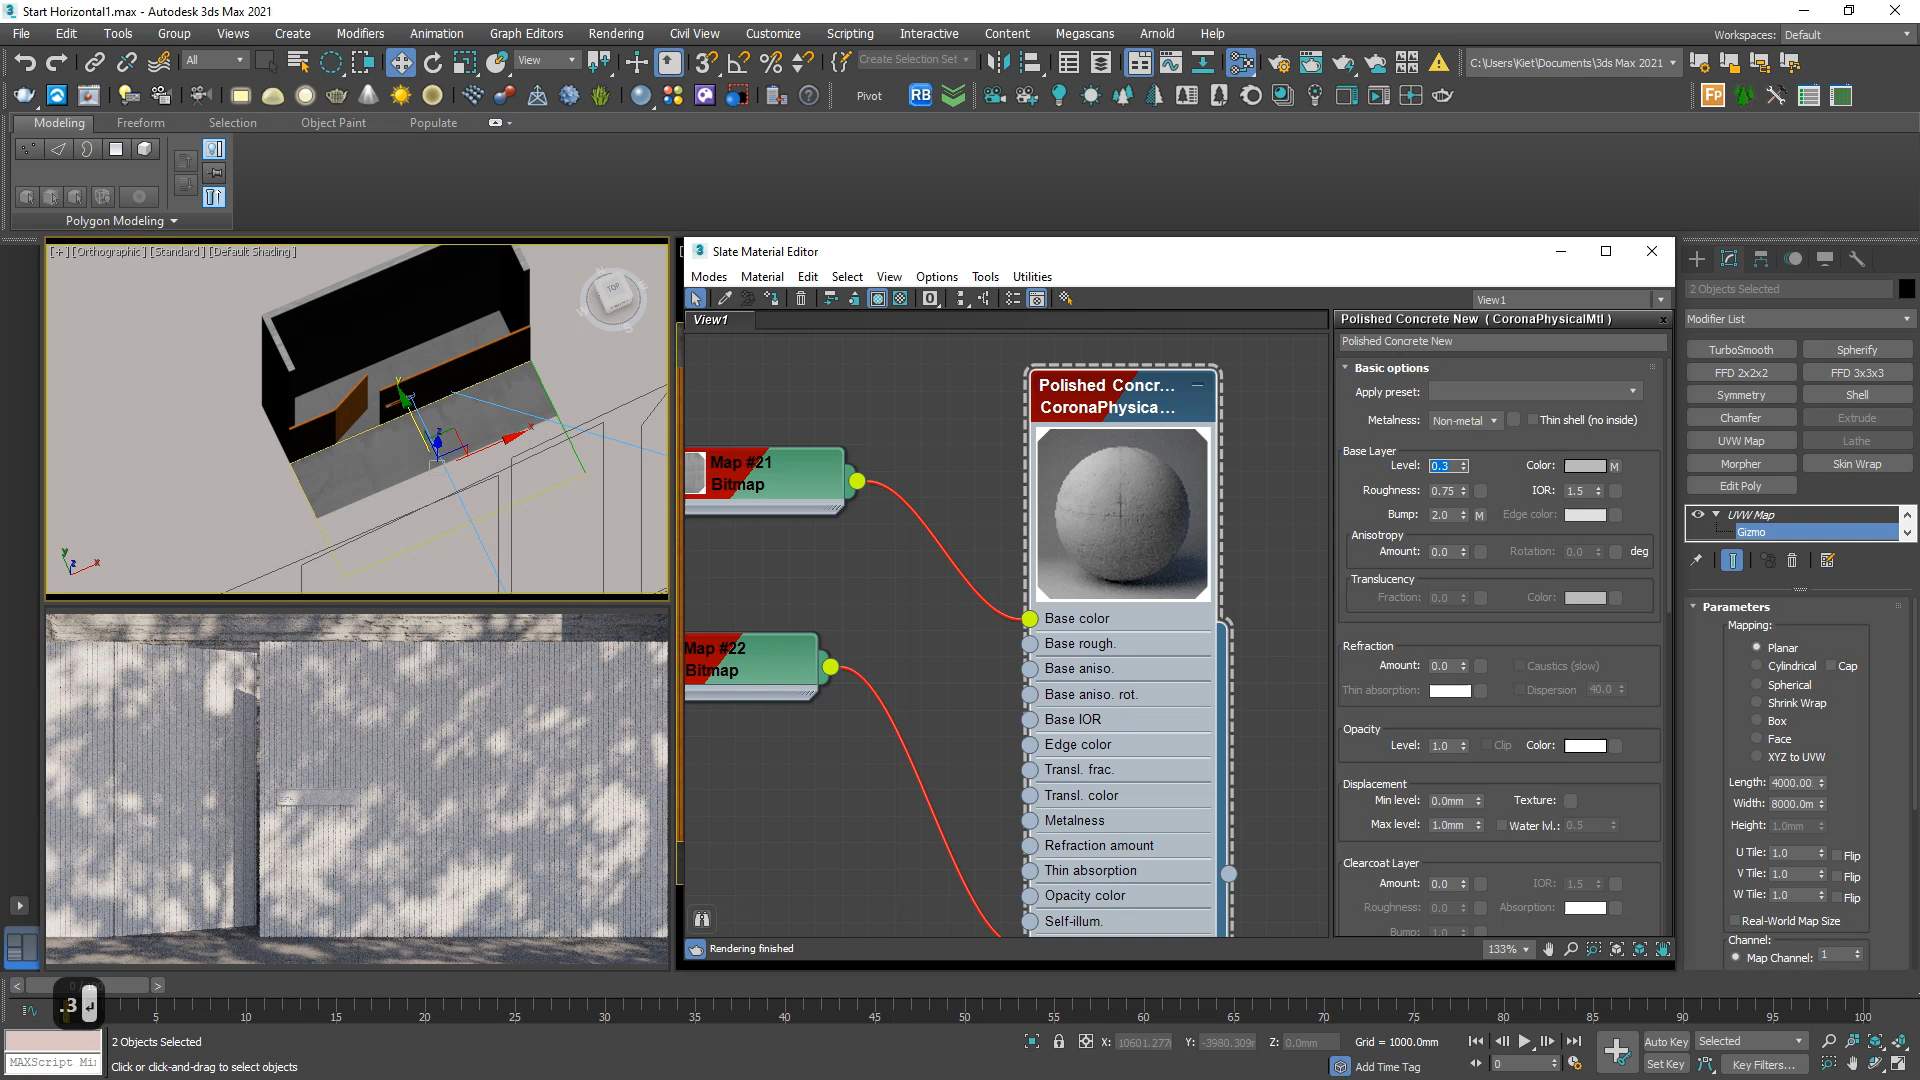 Start Horizontal1.max - Autodesk 3ds Max 2021
File Edit Tools Group Views Create Modifiers Animation Graph Editors Rendering Civil View Customize Scripting Interactive Content Megascans Arnold Help
Workspaces: Default
All View Create Selection Set C:\Users\Kiet\Documents\3ds Max 2021
Pivot RB Fp
Modeling Freeform Selection Object Paint Populate
Polygon Modeling
[+] [Orthographic] [Standard] [Default Shading]
TOP
Slate Material Editor
Modes Material Edit Select View Options Tools Utilities
View1
View1
Polished Concrete New ( CoronaPhysicalMtl )
Polished Concrete New
Basic options
Apply preset:
Metalness: Non-metal Thin shell (no inside)
Base Layer
Level: 0.3 Color: M
Roughness: 0.75 IOR: 1.5
Bump: 2.0 M Edge color:
Anisotropy
Amount: 0.0 Rotation: 0.0 deg
Translucency
Fraction: 0.0 Color:
Refraction
Amount: 0.0 Caustics (slow)
Thin absorption: Dispersion 40.0
Opacity
Level: 1.0 Clip Color:
Displacement
Min level: 0.0mm Texture:
Max level: 1.0mm Water lvl.: 0.5
Clearcoat Layer
Amount: 0.0 IOR: 1.5
Roughness: 0.0 Absorption:
Bump: 1.0
Polished Concr...
CoronaPhysica...
Map #21
Bitmap
Map #22
Bitmap
Base color
Base rough.
Base aniso.
Base aniso. rot.
Base IOR
Edge color
Transl. frac.
Transl. color
Metalness
Refraction amount
Thin absorption
Opacity color
Self-illum.
Rendering finished
133%
2 Objects Selected
Modifier List
TurboSmooth Spherify
FFD 2x2x2 FFD 3x3x3
Symmetry Shell
Chamfer Extrude
UVW Map Lathe
Morpher Skin Wrap
Edit Poly
UVW Map
Gizmo
Parameters
Mapping:
Planar
Cylindrical Cap
Spherical
Shrink Wrap
Box
Face
XYZ to UVW
Length: 4000.00
Width: 8000.0m
Height: 1.0mm
U Tile: 1.0 Flip
V Tile: 1.0 Flip
W Tile: 1.0 Flip
Real-World Map Size
Channel:
Map Channel: 1
.3
5 10 15 20 25 30 35 40 45 50 55 60 65 70 75 80 85 90 95 100
2 Objects Selected
X: Y: Z: 0.0mm Grid = 1000.0mm
Auto Key Selected
MAXScript Mi
Click or click-and-drag to select objects
Add Time Tag
0
Set Key Key Filters...